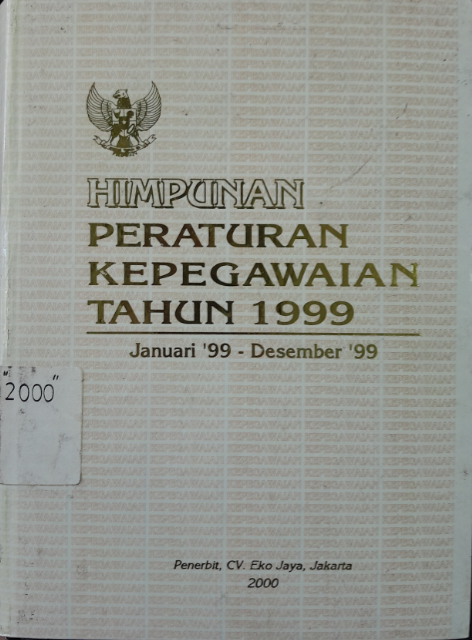 HIMPUNAN
PERATURAN
KEPEGAWAIAN
TAHUN 1999
Januari '99 - Desember '99
"2000"
Penerbit, CV. Eko Jaya, Jakarta
2000